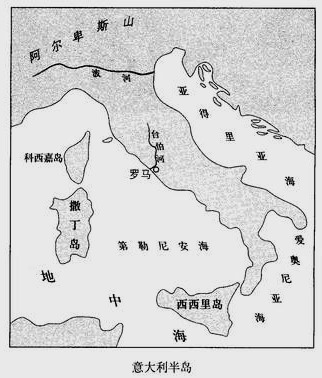 阿尔卑斯山
波河
亚得里亚海
台伯河
科西嘉岛
罗马
撒丁岛
第勒尼安海
爱奥尼亚海
地中海
西西里岛
意大利半岛